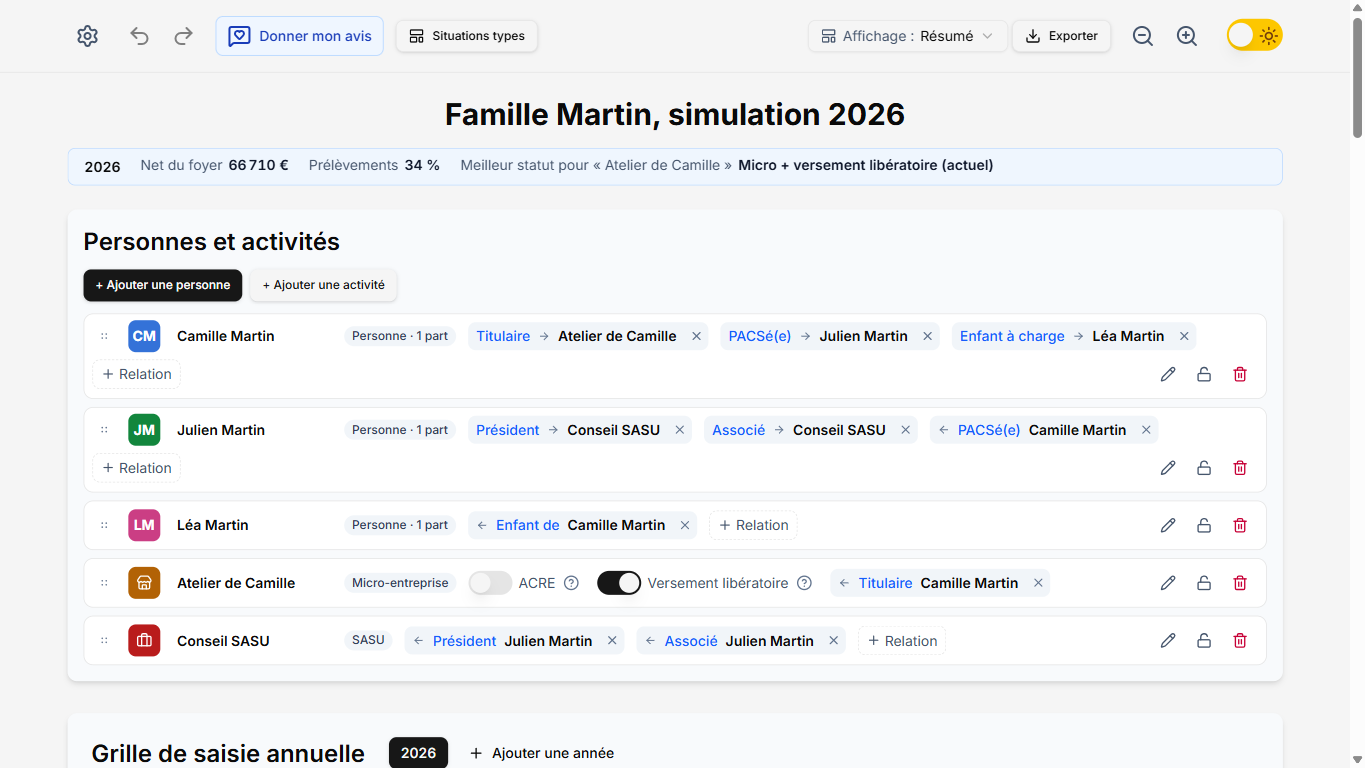 Donner mon avis Situations types Affichage : Résumé Exporter
Famille Martin, simulation 2026
2026 Net du foyer 66 710 € Prélèvements 34 % Meilleur statut pour « Atelier de Camille » Micro + versement libératoire (actuel)
Personnes et activités
+ Ajouter une personne + Ajouter une activité
CM Camille Martin Personne · 1 part Titulaire → Atelier de Camille × PACSé(e) → Julien Martin × Enfant à charge → Léa Martin ×
+ Relation
JM Julien Martin Personne · 1 part Président → Conseil SASU × Associé → Conseil SASU × ← PACSé(e) Camille Martin ×
+ Relation
LM Léa Martin Personne · 1 part ← Enfant de Camille Martin × + Relation
Atelier de Camille Micro-entreprise ACRE ? Versement libératoire ? ← Titulaire Camille Martin ×
Conseil SASU SASU ← Président Julien Martin × ← Associé Julien Martin × + Relation
Grille de saisie annuelle 2026 + Ajouter une année